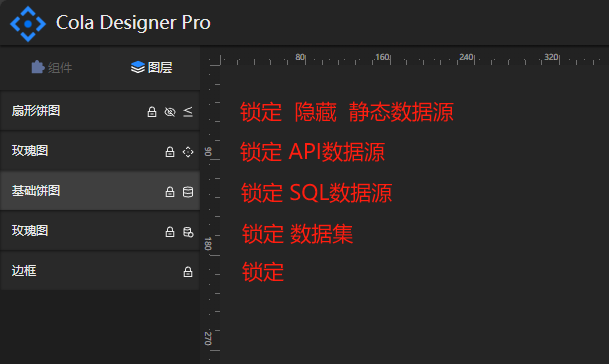 Cola Designer Pro
组件 图层
80 160 240 320
扇形饼图 锁定 隐藏 静态数据源
玫瑰图 锁定 API数据源
90
基础饼图 锁定 SQL数据源
玫瑰图 锁定 数据集
180
边框 锁定
270